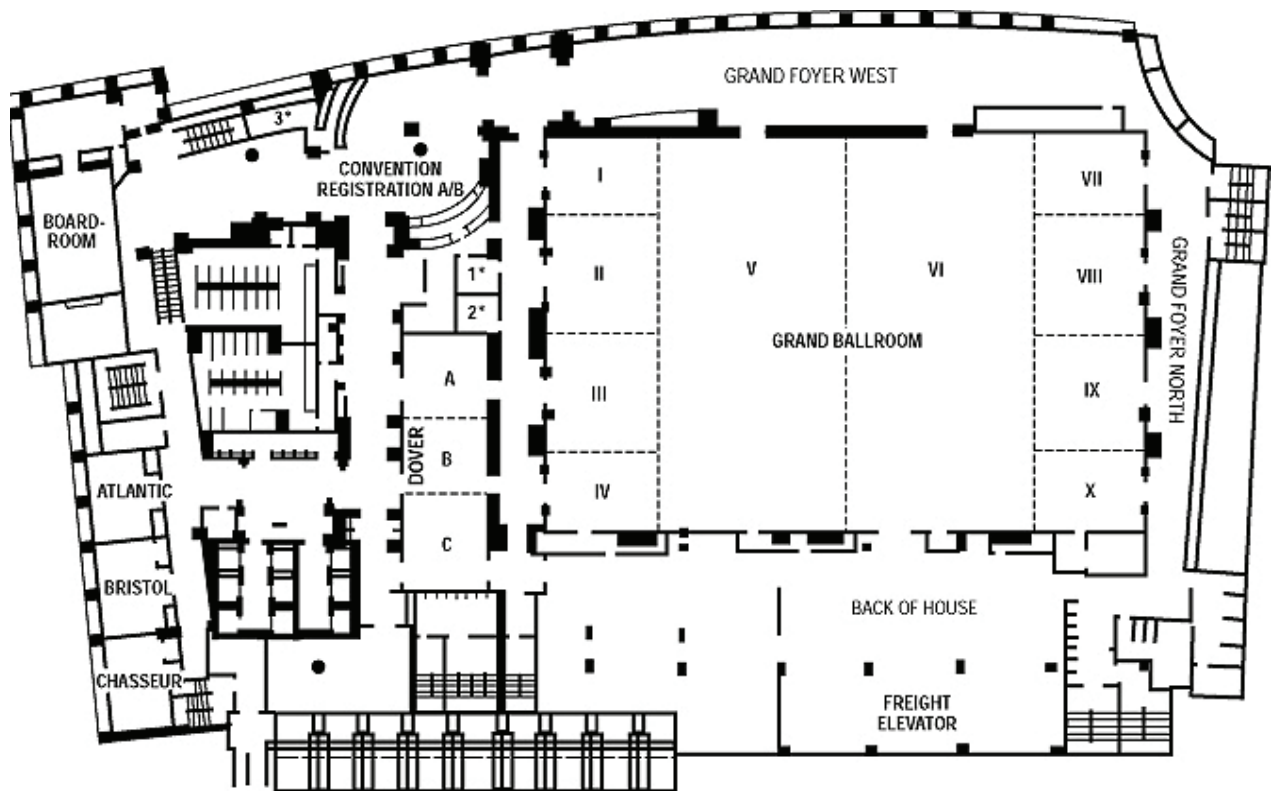 GRAND FOYER WEST
3*
CONVENTION
REGISTRATION A/B
I
VII
BOARD-
ROOM
1*
2*
II
V
VI
VIII
GRAND FOYER NORTH
GRAND BALLROOM
A
III
IX
DOVER
B
ATLANTIC
IV
X
C
BRISTOL
BACK OF HOUSE
CHASSEUR
FREIGHT
ELEVATOR